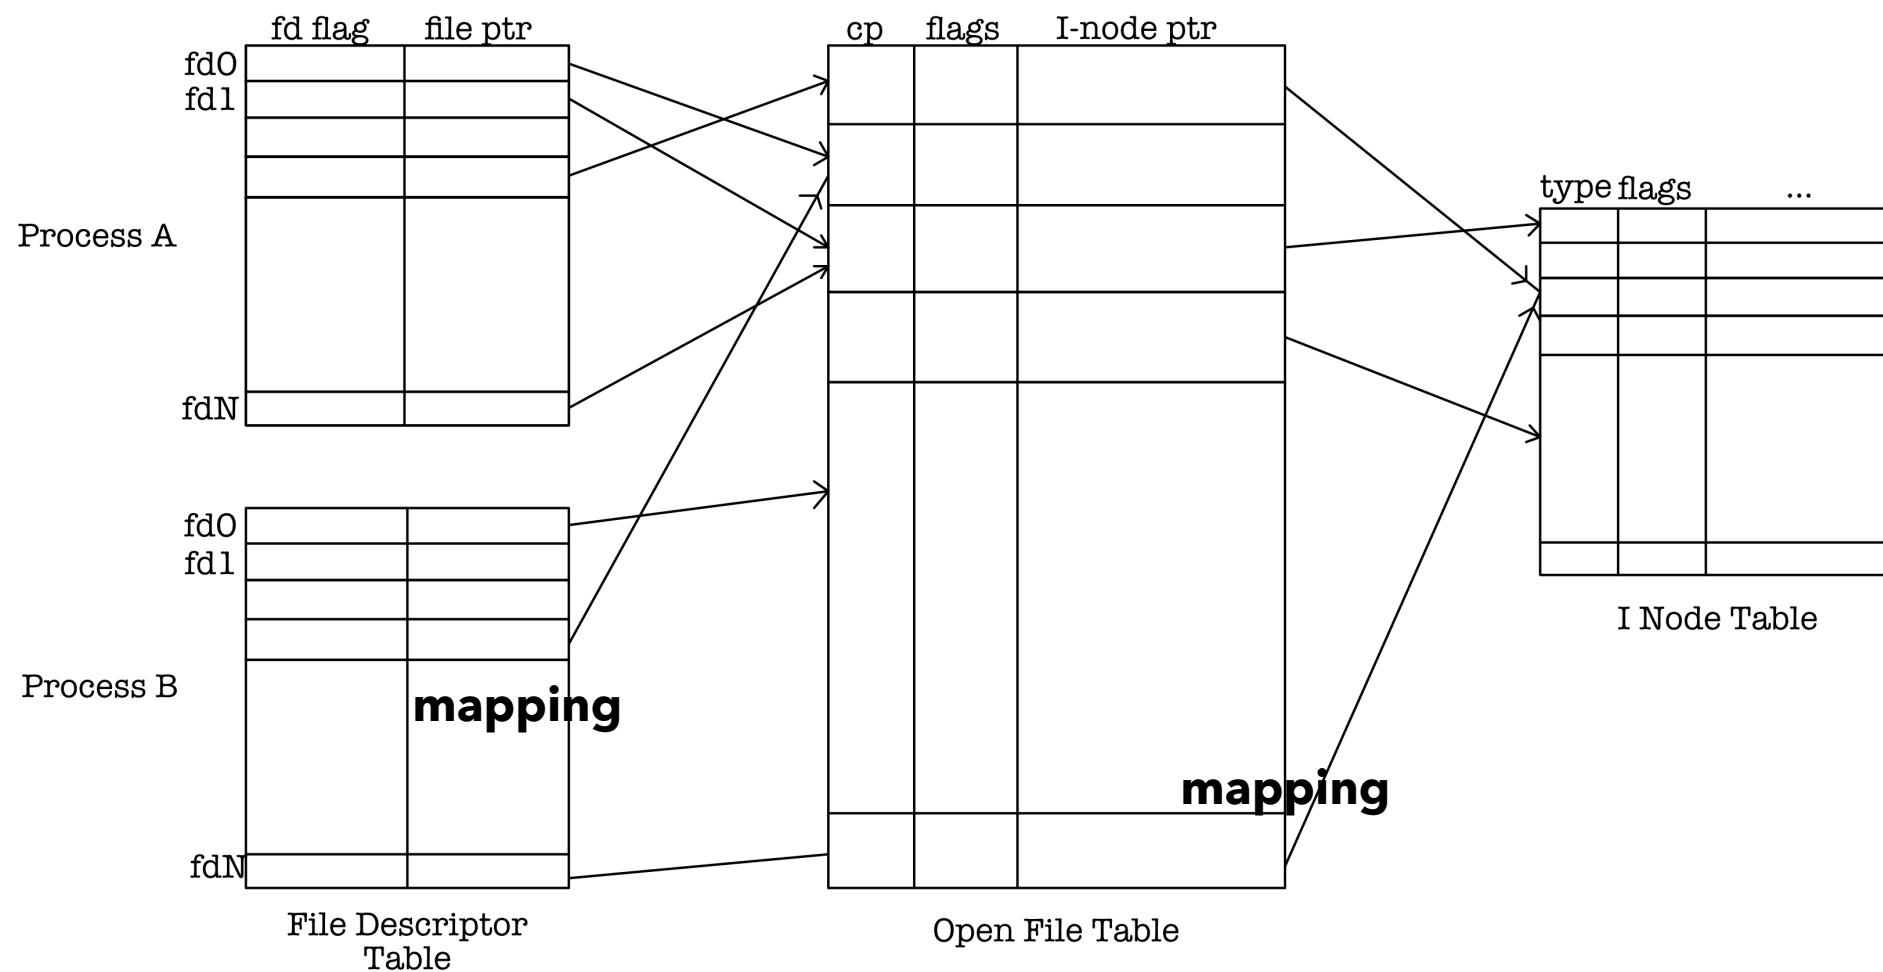 fd flag file ptr
cp flags I-node ptr
fd0
fd1
type flags ...
Process A
fdN
fd0
fd1
I Node Table
Process B
mapping
mapping
fdN
File Descriptor
Table
Open File Table